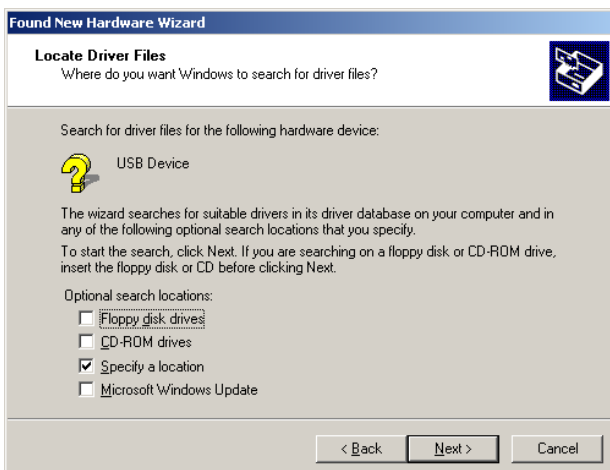 Found New Hardware Wizard
Locate Driver Files
Where do you want Windows to search for driver files?
Search for driver files for the following hardware device:
USB Device
The wizard searches for suitable drivers in its driver database on your computer and in
any of the following optional search locations that you specify.
To start the search, click Next. If you are searching on a floppy disk or CD-ROM drive,
insert the floppy disk or CD before clicking Next.
Optional search locations:
Floppy disk drives
CD-ROM drives
Specify a location
Microsoft Windows Update
< Back Next > Cancel